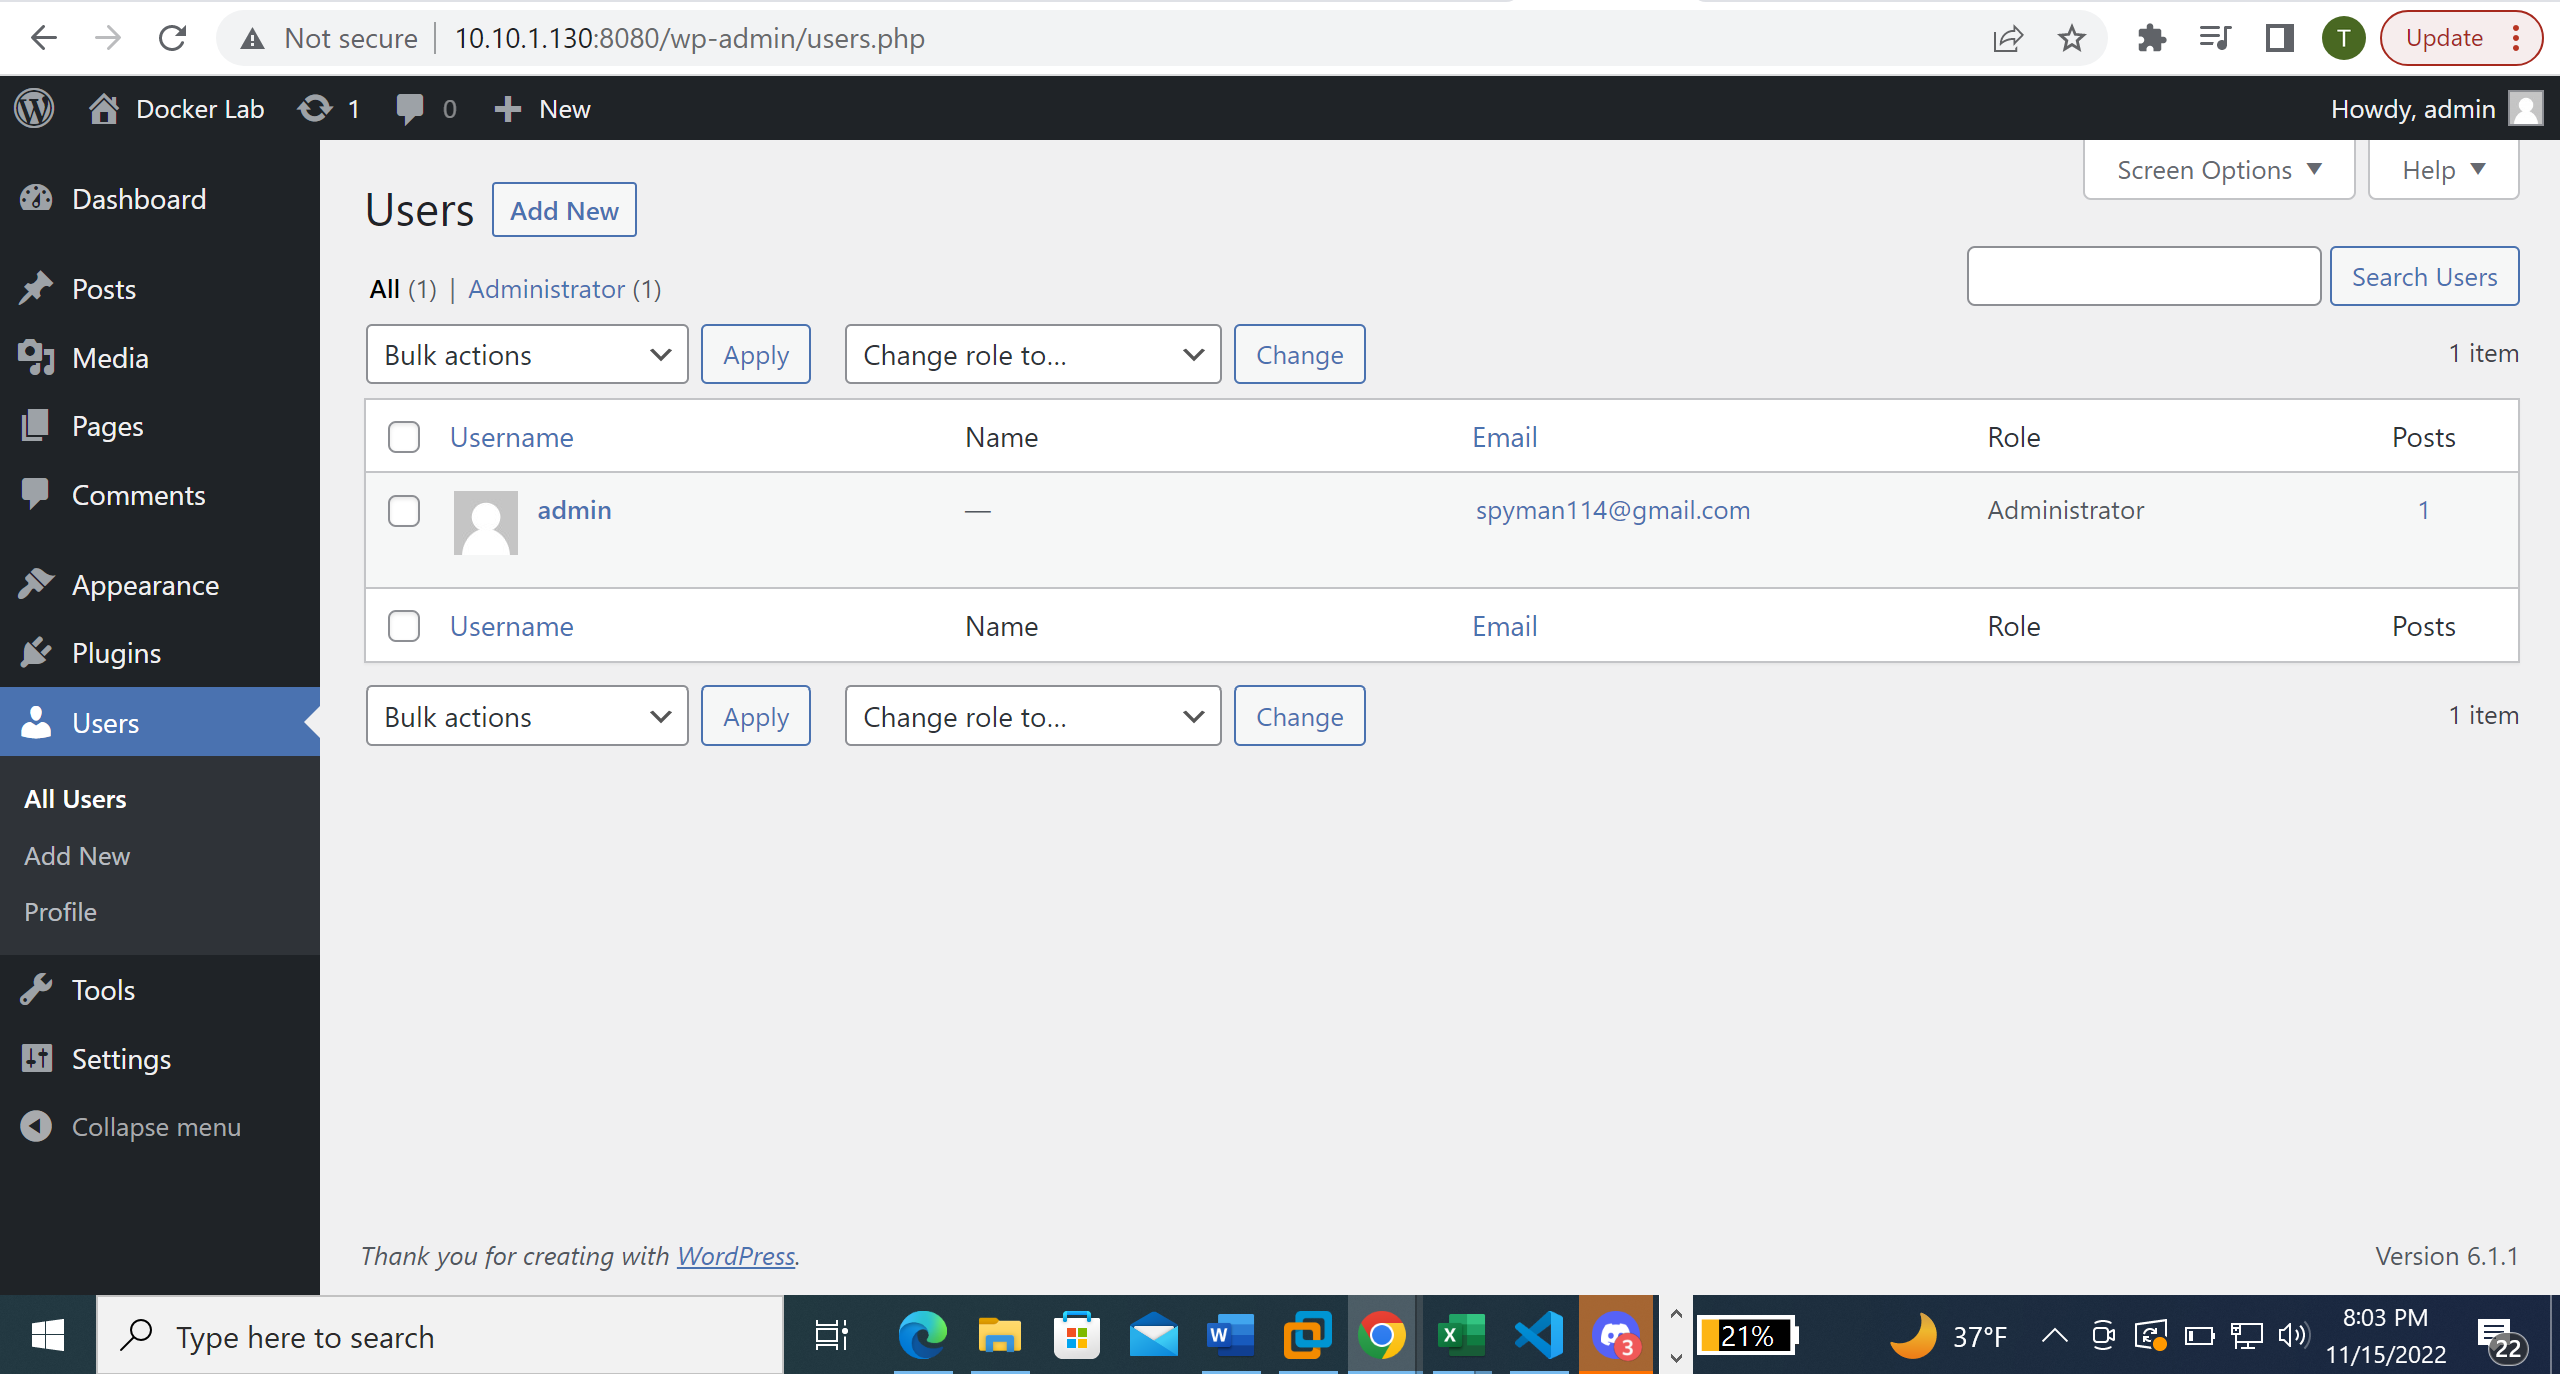 Not secure | 10.10.1.130:8080/wp-admin/users.php T Update
Docker Lab 1 0 New Howdy, admin
Screen Options Help
Dashboard
Posts
Media
Pages
Comments
Appearance
Plugins
Users
All Users
Add New
Profile
Tools
Settings
Collapse menu
Users Add New
All (1) | Administrator (1)
Search Users
Bulk actions Apply Change role to... Change 1 item
Username Name Email Role Posts
admin — spyman114@gmail.com Administrator 1
Username Name Email Role Posts
Bulk actions Apply Change role to... Change 1 item
Thank you for creating with WordPress. Version 6.1.1
Type here to search W X 3 21% 37°F 8:03 PM
11/15/2022 22